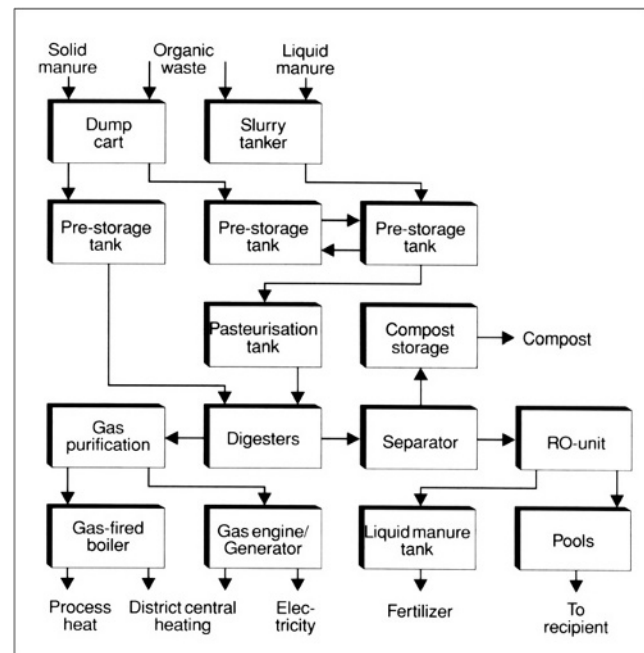 Solid
manure
Organic
waste
Liquid
manure
Dump
cart
Slurry
tanker
Pre-storage
tank
Pre-storage
tank
Pre-storage
tank
Pasteurisation
tank
Compost
storage
Compost
Gas
purification
Digesters
Separator
RO-unit
Gas-fired
boiler
Gas engine/
Generator
Liquid manure
tank
Pools
Process
heat
District central
heating
Elec-
tricity
Fertilizer
To
recipient